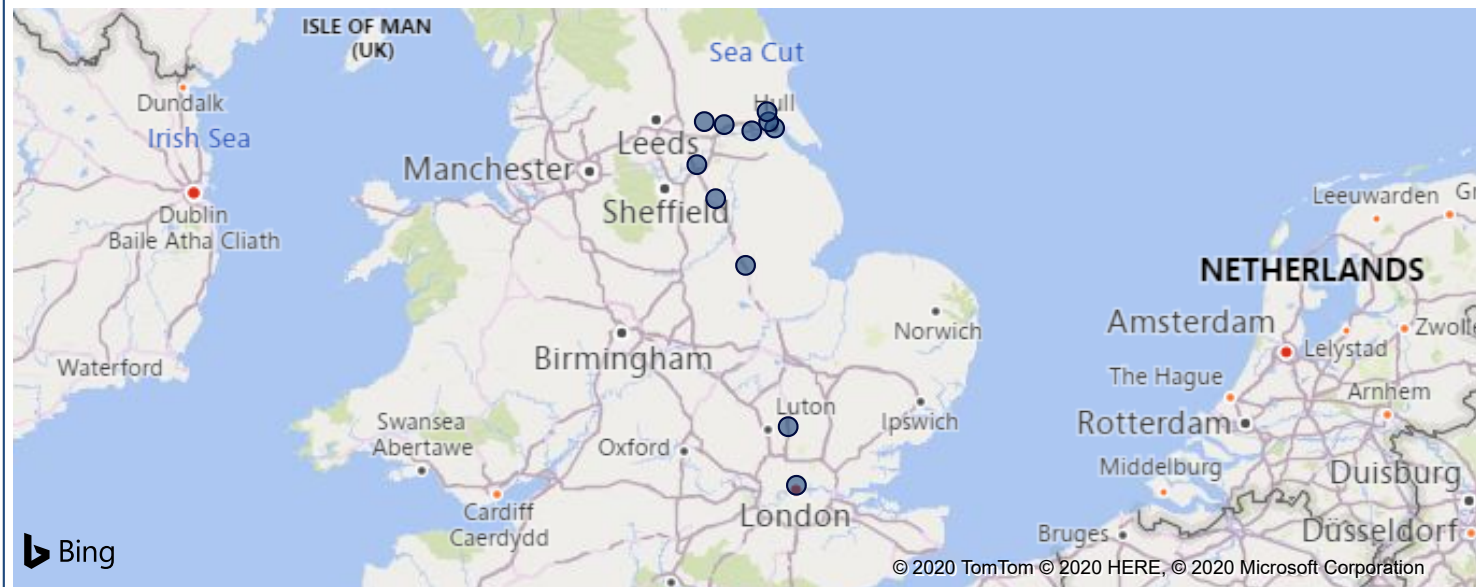 ISLE OF MAN
(UK)
Sea Cut
Dundalk
Hull
Irish Sea
Leeds
Manchester
Leeuwarden
Dublin
Baile Atha Cliath
Sheffield
NETHERLANDS
Norwich
Amsterdam
Lelystad
Birmingham
Waterford
The Hague
Arnhem
Luton
Swansea
Abertawe
Ipswich
Rotterdam
Oxford
Middelburg
Duisburg
Cardiff
Caerdydd
London
Bruges
Düsseldorf
Bing
© 2020 TomTom © 2020 HERE, © 2020 Microsoft Corporation